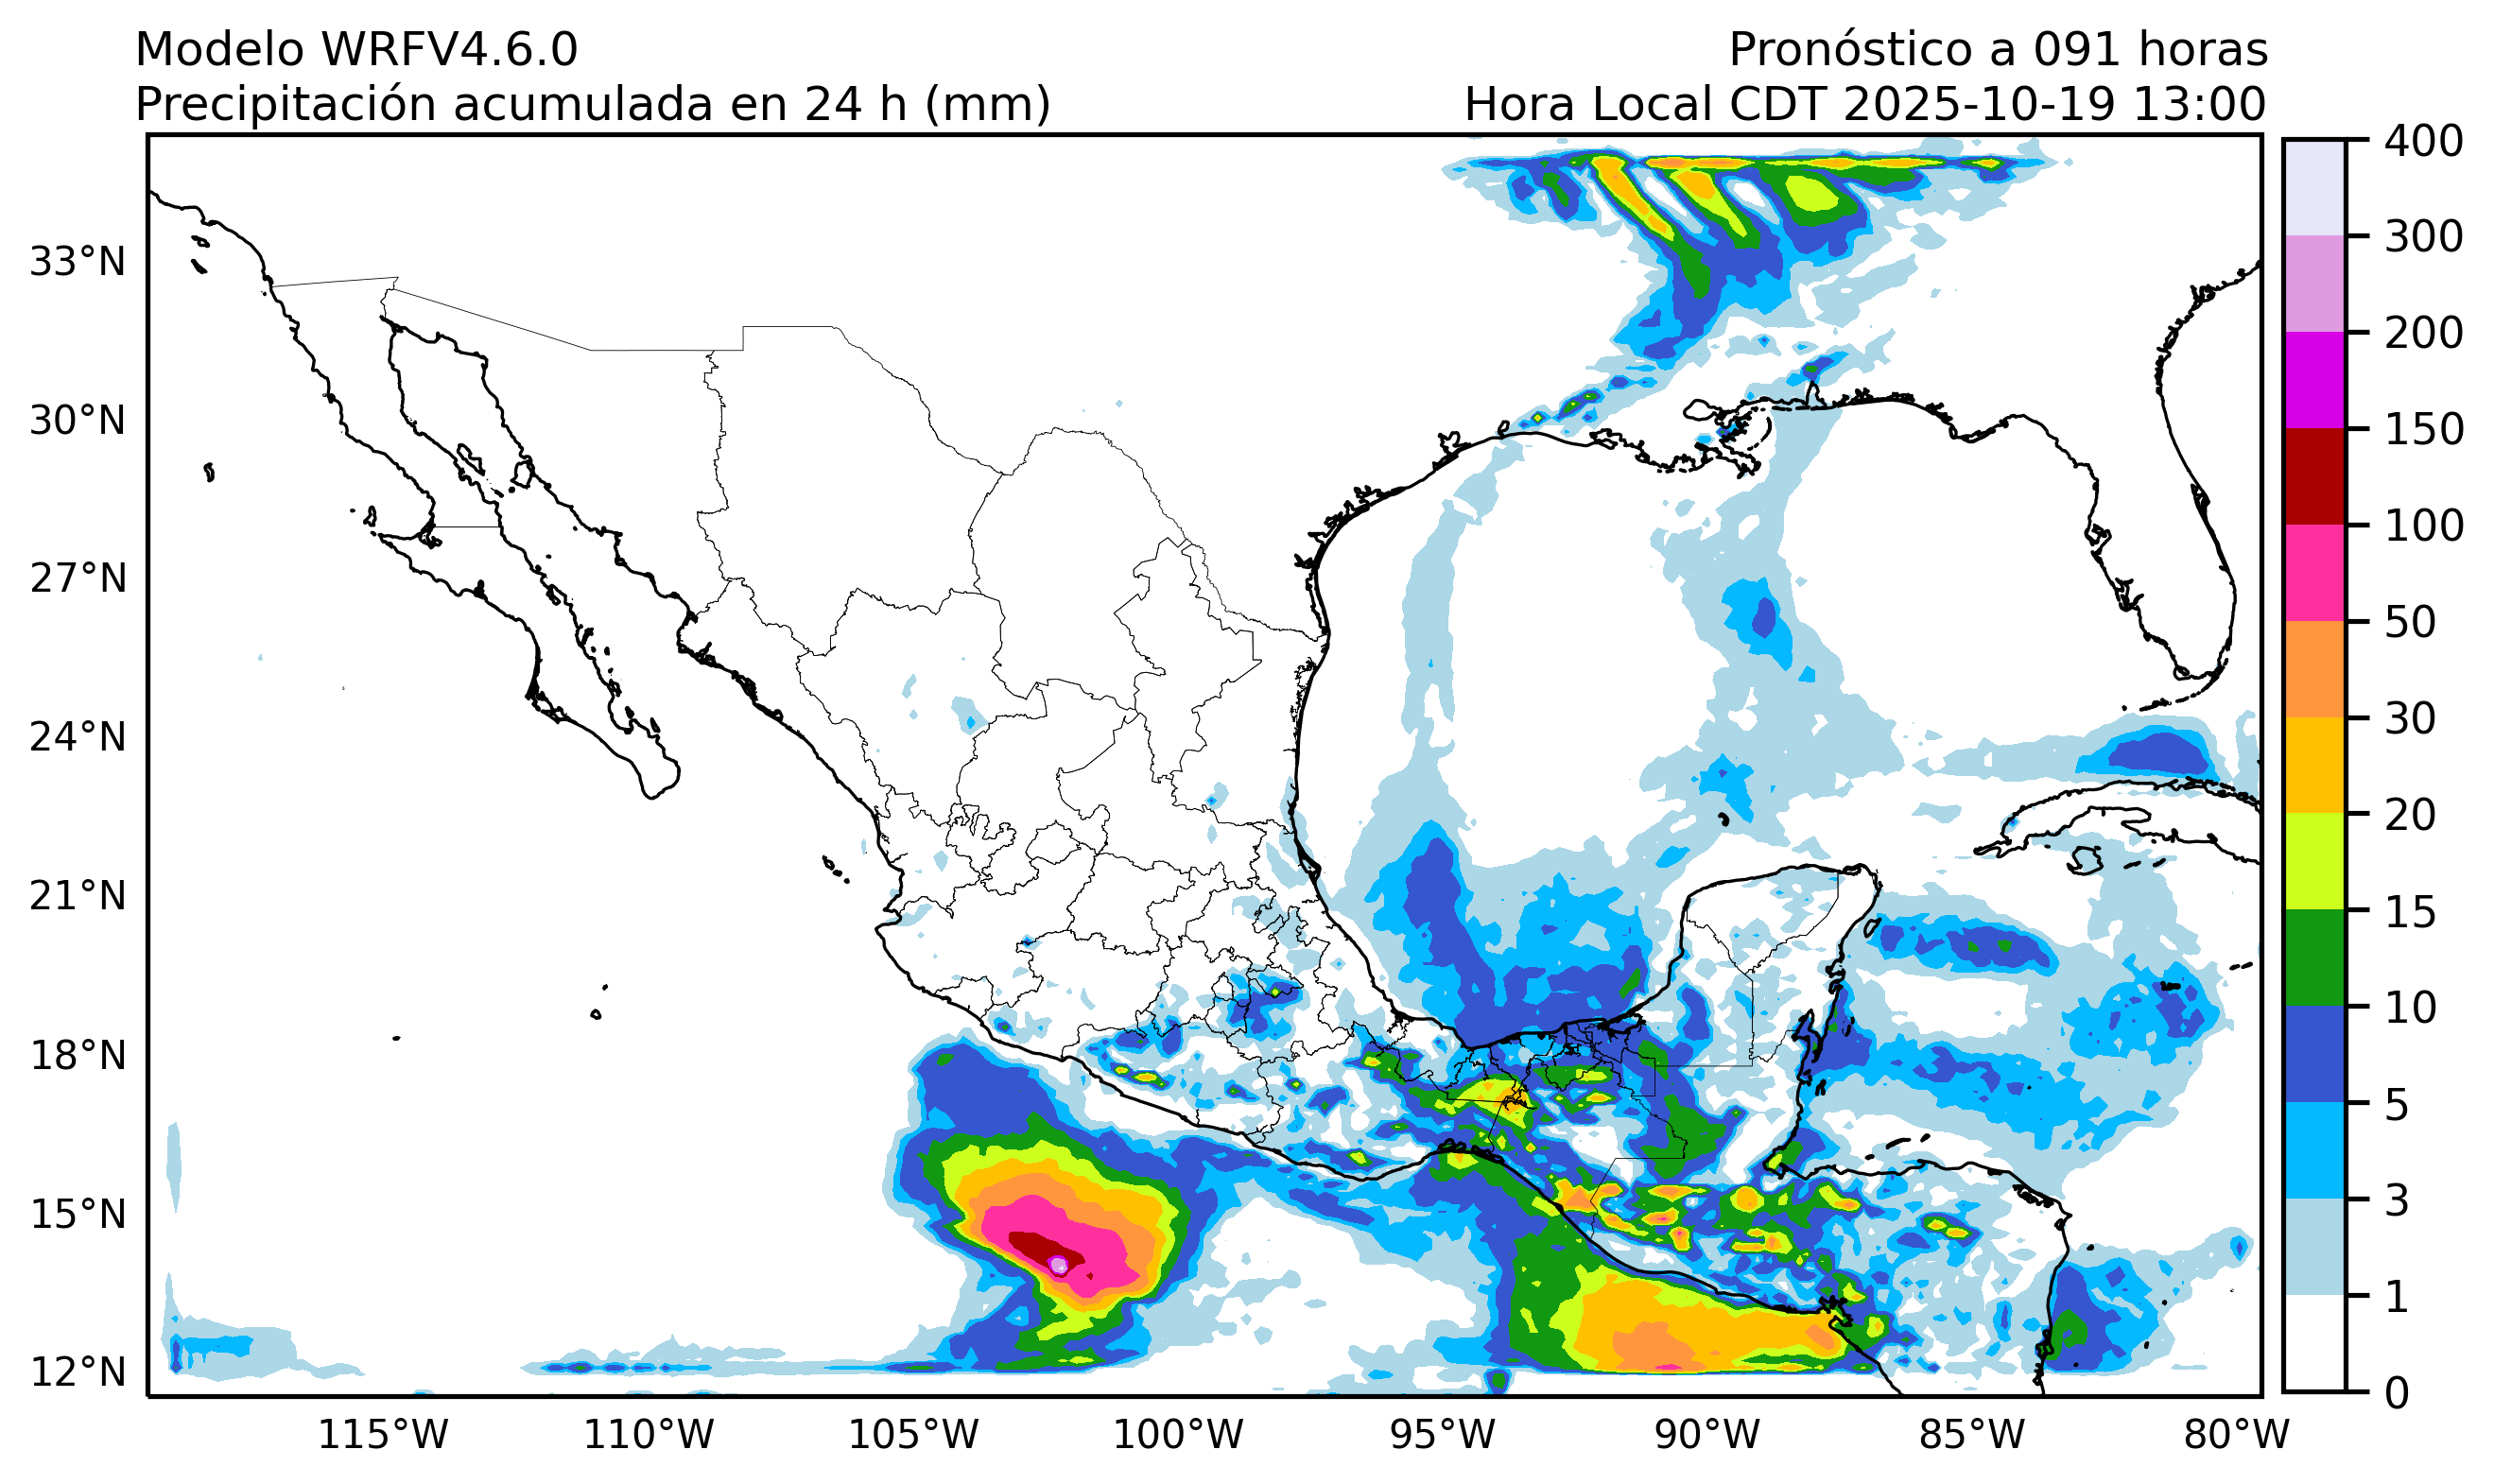 Modelo WRFV4.6.0
Pronóstico a 091 horas
Precipitación acumulada en 24 h (mm)
Hora Local CDT 2025-10-19 13:00
33°N
30°N
27°N
24°N
21°N
18°N
15°N
12°N
115°W
110°W
105°W
100°W
95°W
90°W
85°W
80°W
400
300
200
150
100
50
30
20
15
10
5
3
1
0